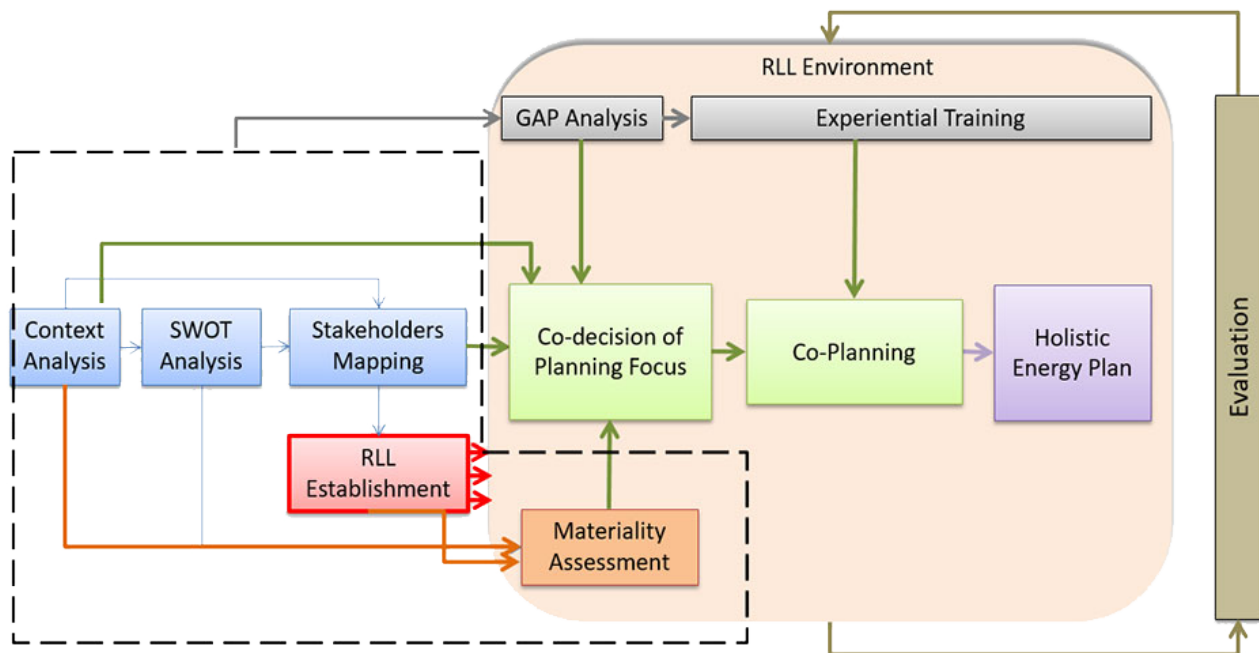 RLL Environment
GAP Analysis
Experiential Training
Context
Analysis
SWOT
Analysis
Stakeholders
Mapping
Co-decision of
Planning Focus
Co-Planning
Holistic
Energy Plan
Evaluation
RLL
Establishment
Materiality
Assessment